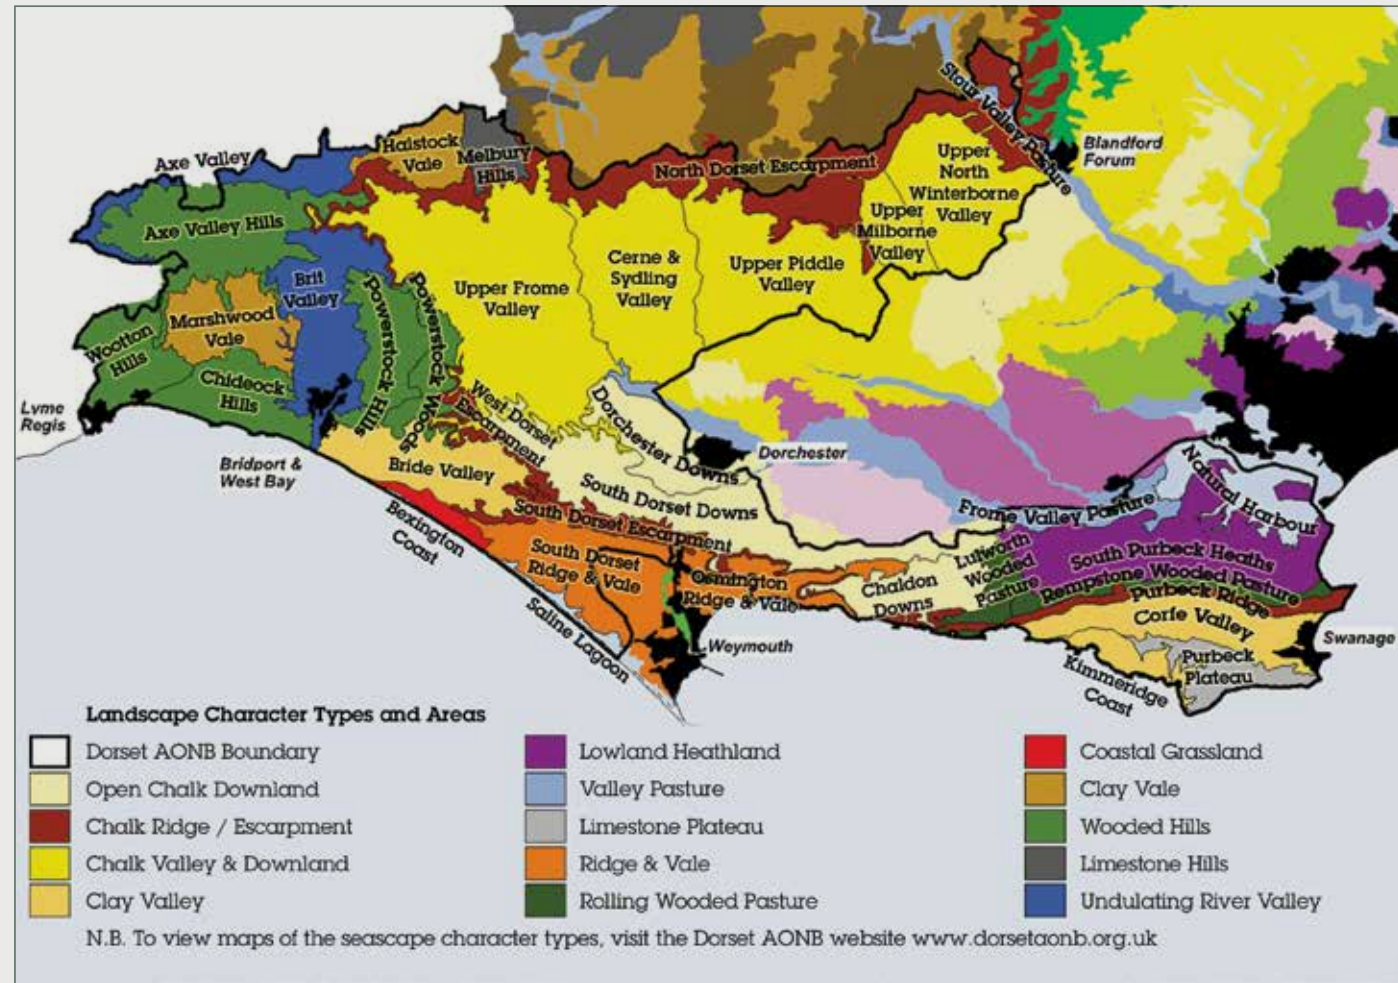 Axe Valley
Halstock
Vale
Melbury
Hills
North Dorset Escarpment
Stour Valley Pasture
Blandford
Forum
Upper
North
Winterborne
Valley
Upper
Milborne
Valley
Axe Valley Hills
Cerne &
Sydling
Valley
Upper Piddle
Valley
Upper Frome
Valley
Brit
Valley
Powerstock Hills
Powerstock Woods
Marshwood
Vale
Wootton
Hills
Chideock
Hills
Lyme
Regis
Bridport &
West Bay
West Dorset
Escarpment
Dorchester Downs
Dorchester
Bride Valley
South Dorset Downs
Bexington
Coast
South Dorset Escarpment
South Dorset
Ridge & Vale
Osmington
Ridge & Vale
Saline Lagoon
Weymouth
Chaldon
Downs
Lulworth
Wooded
Pasture
Frome Valley Pasture
Natural Harbour
South Purbeck Heaths
Rempstone Wooded Pasture
Purbeck Ridge
Corfe Valley
Purbeck
Plateau
Swanage
Kimmeridge
Coast
Landscape Character Types and Areas
Dorset AONB Boundary
Open Chalk Downland
Chalk Ridge / Escarpment
Chalk Valley & Downland
Clay Valley
Lowland Heathland
Valley Pasture
Limestone Plateau
Ridge & Vale
Rolling Wooded Pasture
Coastal Grassland
Clay Vale
Wooded Hills
Limestone Hills
Undulating River Valley
N.B. To view maps of the seascape character types, visit the Dorset AONB website www.dorsetaonb.org.uk